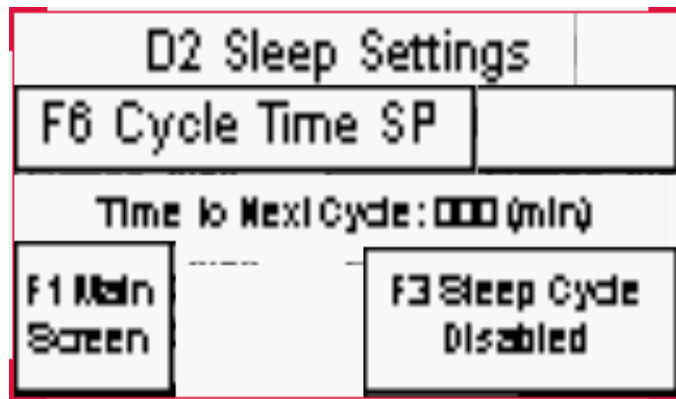 D2 Sleep Settings
F6 Cycle Time SP
Time to Next Cycle: 000 (min)
F1 Main
Screen
F3 Sleep Cycle
Disabled